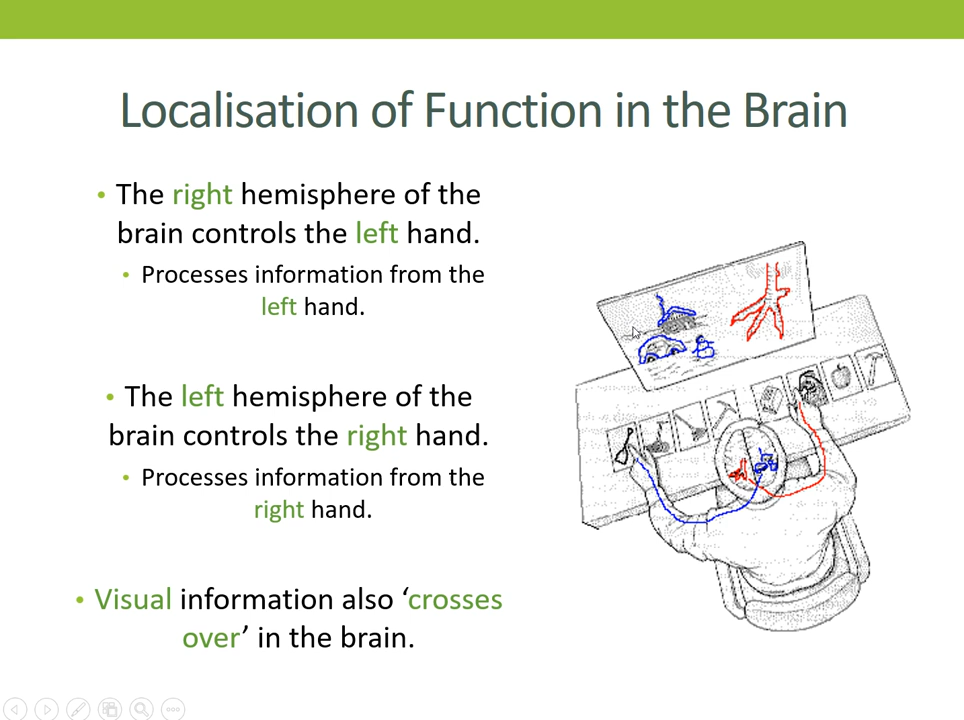 Localisation of Function in the Brain
• The right hemisphere of the
brain controls the left hand.
• Processes information from the
left hand.
• The left hemisphere of the
brain controls the right hand.
• Processes information from the
right hand.
• Visual information also ‘crosses
over’ in the brain.